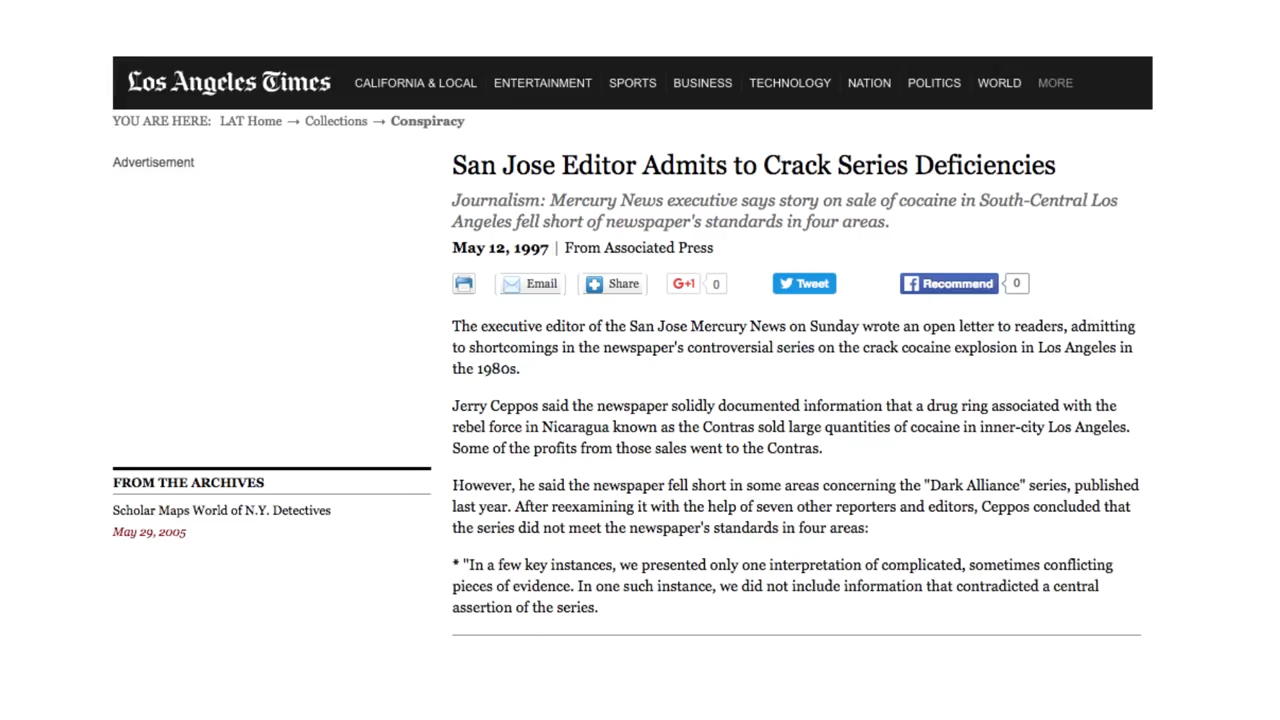 Los Angeles Times CALIFORNIA & LOCAL ENTERTAINMENT SPORTS BUSINESS TECHNOLOGY NATION POLITICS WORLD MORE
YOU ARE HERE: LAT Home → Collections → Conspiracy
Advertisement
San Jose Editor Admits to Crack Series Deficiencies
Journalism: Mercury News executive says story on sale of cocaine in South-Central Los
Angeles fell short of newspaper's standards in four areas.
May 12, 1997 | From Associated Press
Email Share G+1 0 Tweet Recommend 0
The executive editor of the San Jose Mercury News on Sunday wrote an open letter to readers, admitting
to shortcomings in the newspaper's controversial series on the crack cocaine explosion in Los Angeles in
the 1980s.
Jerry Ceppos said the newspaper solidly documented information that a drug ring associated with the
rebel force in Nicaragua known as the Contras sold large quantities of cocaine in inner-city Los Angeles.
Some of the profits from those sales went to the Contras.
However, he said the newspaper fell short in some areas concerning the "Dark Alliance" series, published
last year. After reexamining it with the help of seven other reporters and editors, Ceppos concluded that
the series did not meet the newspaper's standards in four areas:
* "In a few key instances, we presented only one interpretation of complicated, sometimes conflicting
pieces of evidence. In one such instance, we did not include information that contradicted a central
assertion of the series.
FROM THE ARCHIVES
Scholar Maps World of N.Y. Detectives
May 29, 2005